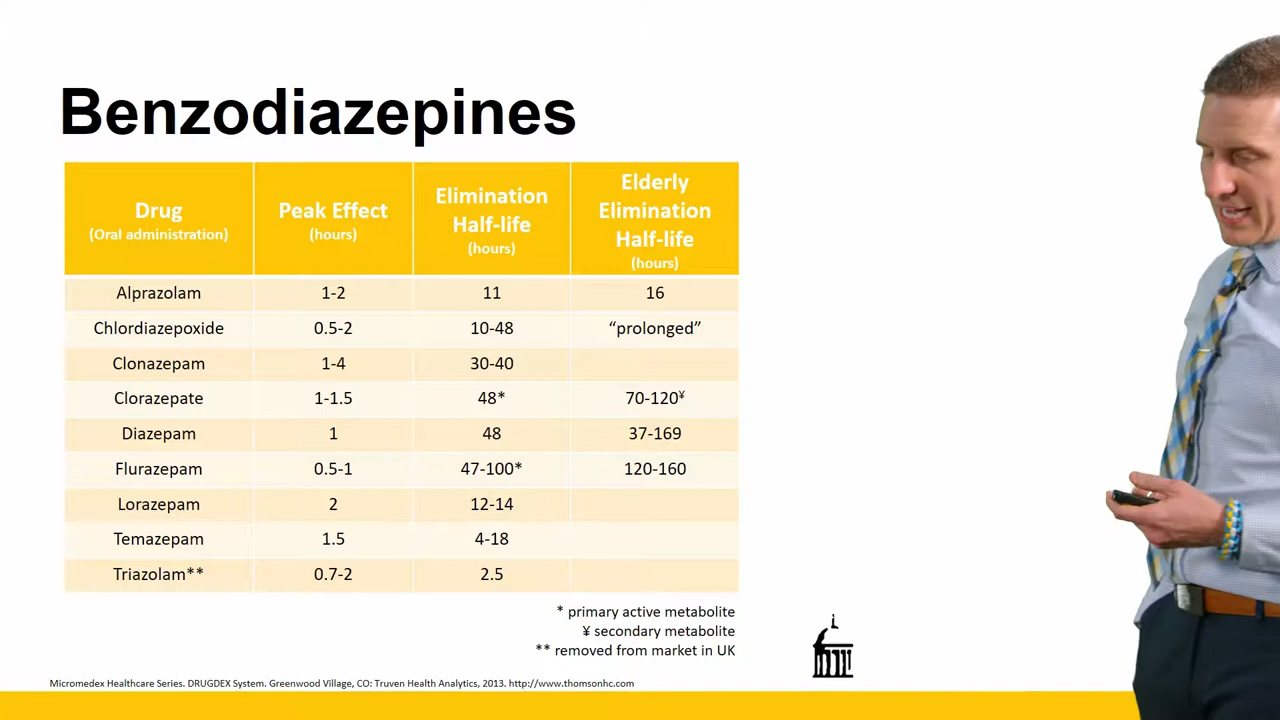 Benzodiazepines
Drug
(Oral administration)
Peak Effect
(hours)
Elimination
Half-life
(hours)
Elderly
Elimination
Half-life
(hours)
Alprazolam 1-2 11 16
Chlordiazepoxide 0.5-2 10-48 “prolonged”
Clonazepam 1-4 30-40
Clorazepate 1-1.5 48* 70-120¥
Diazepam 1 48 37-169
Flurazepam 0.5-1 47-100* 120-160
Lorazepam 2 12-14
Temazepam 1.5 4-18
Triazolam** 0.7-2 2.5
* primary active metabolite
¥ secondary metabolite
** removed from market in UK
Micromedex Healthcare Series. DRUGDEX System. Greenwood Village, CO: Truven Health Analytics, 2013. http://www.thomsonhc.com